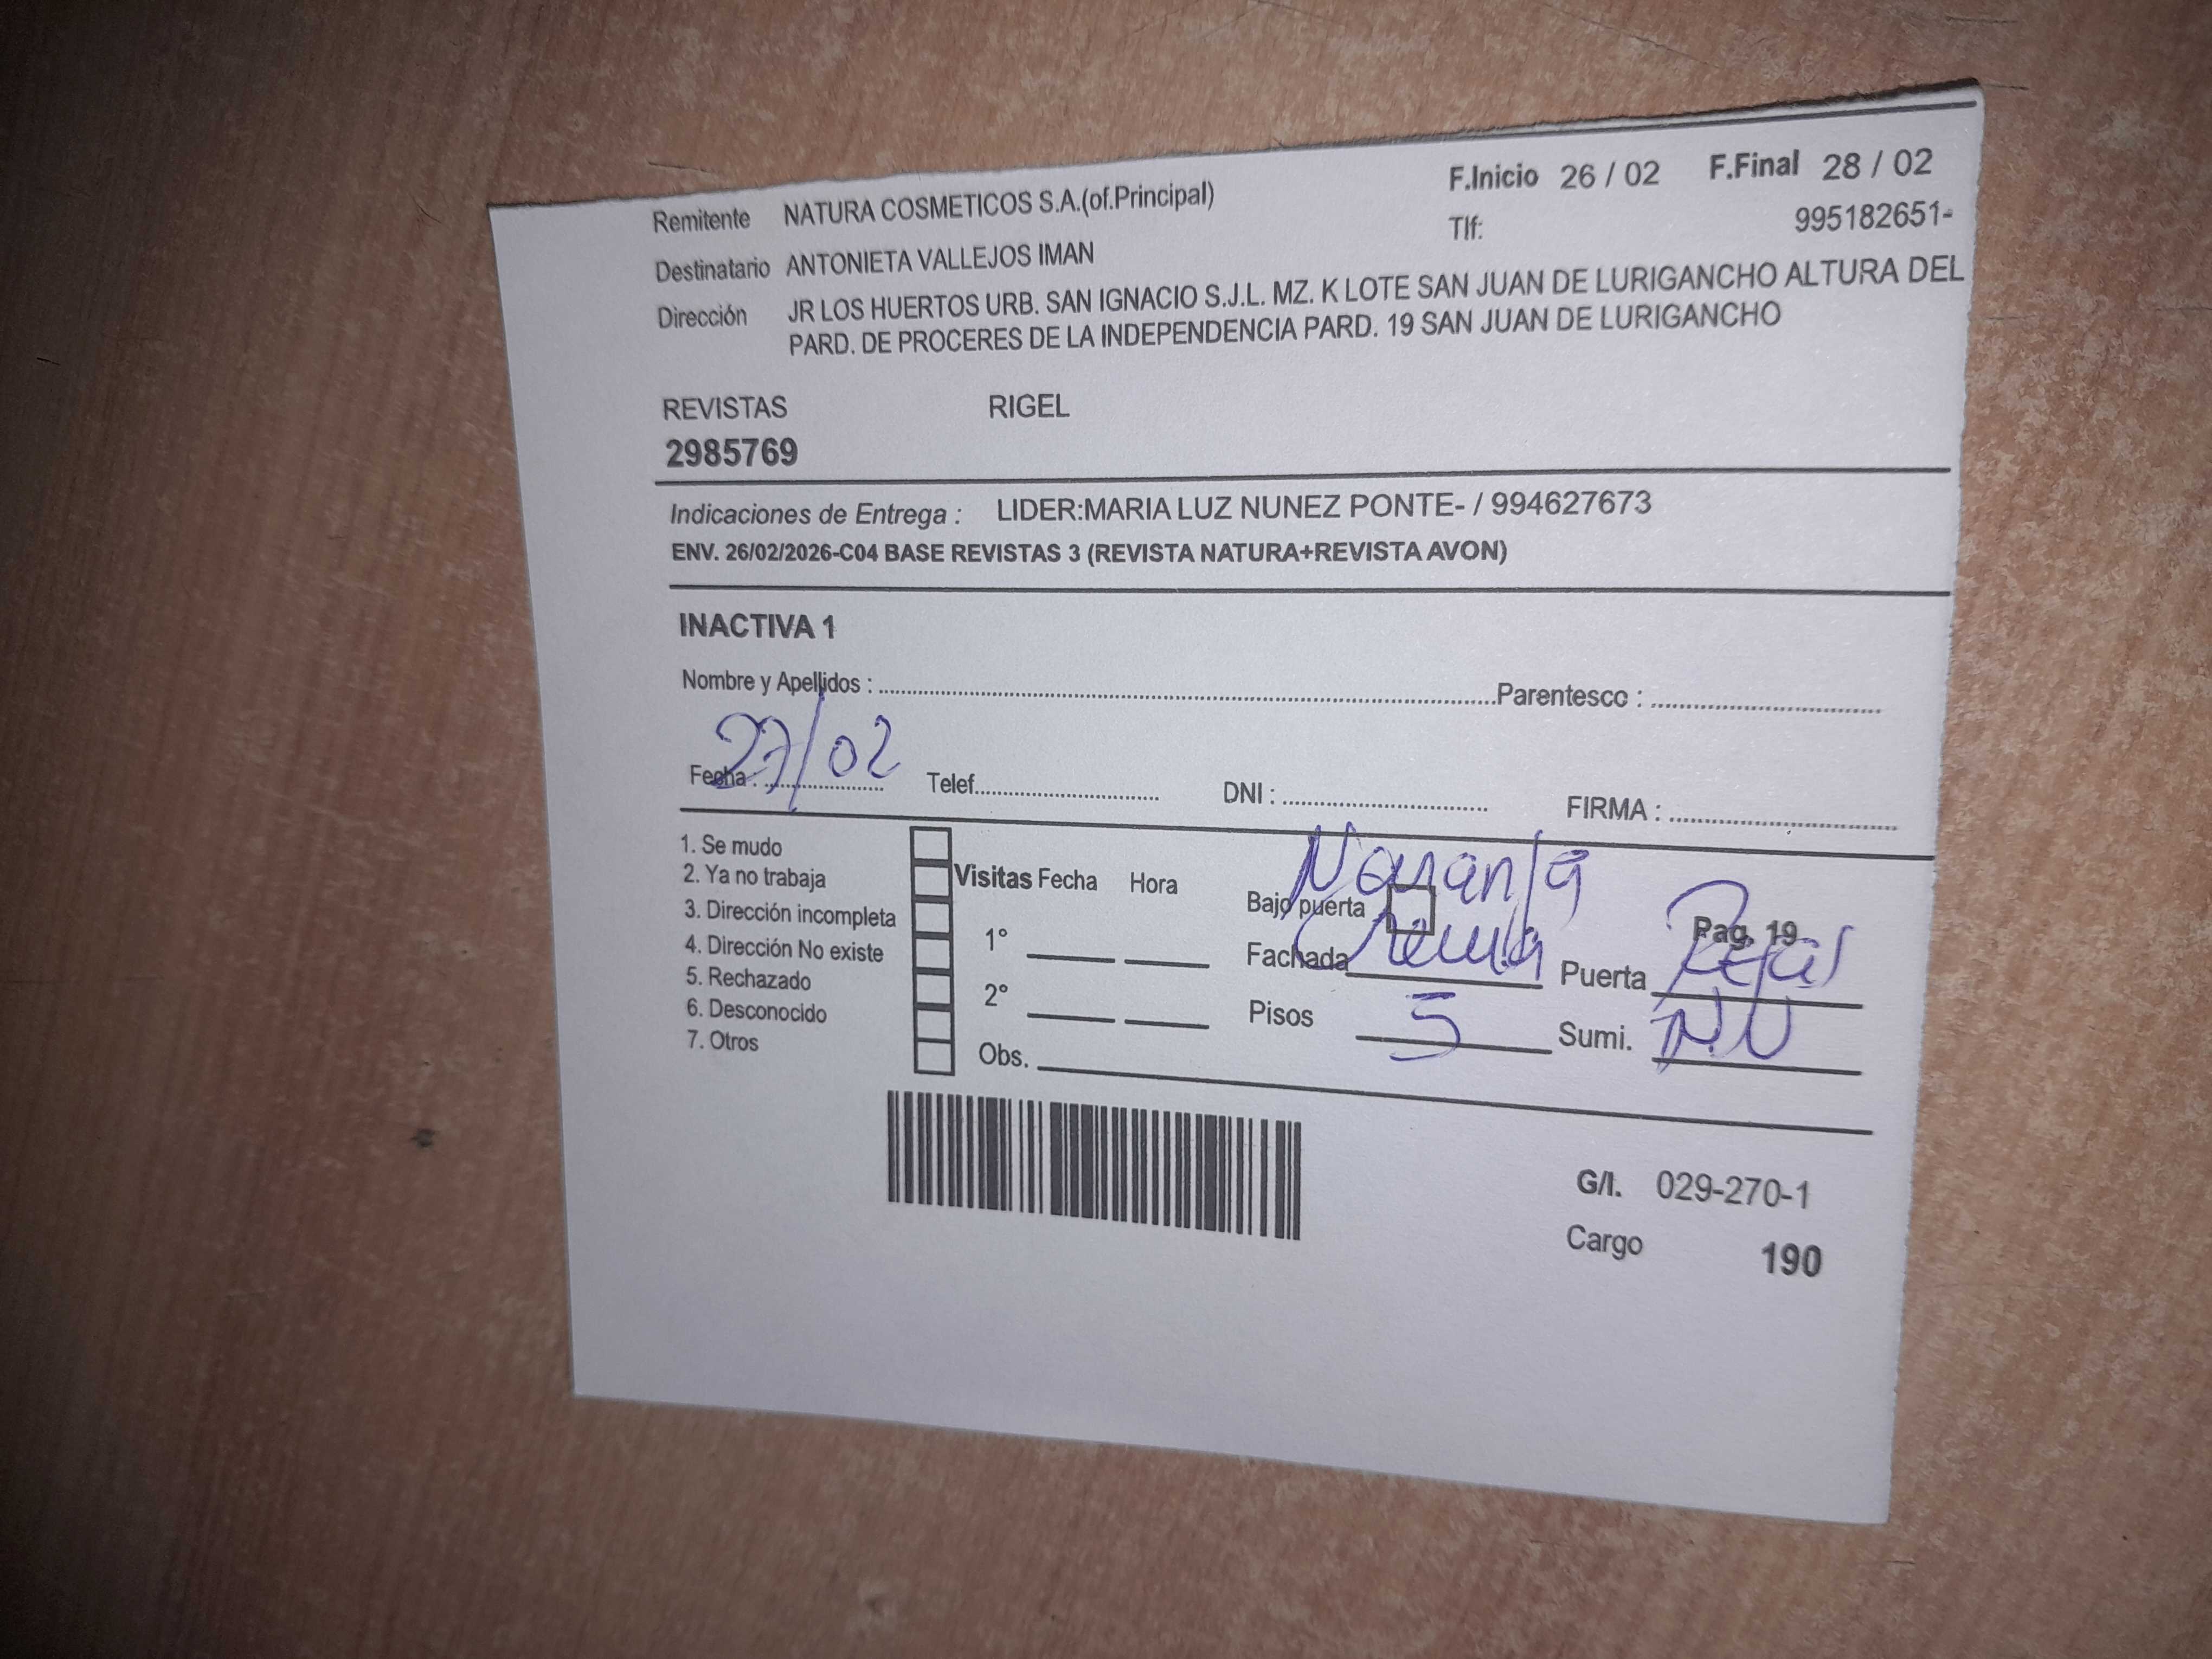 F.Inicio 26 / 02 F.Final 28 / 02
Remitente NATURA COSMETICOS S.A.(of.Principal) Tlf: 995182651-
Destinatario ANTONIETA VALLEJOS IMAN
Dirección JR LOS HUERTOS URB. SAN IGNACIO S.J.L. MZ. K LOTE SAN JUAN DE LURIGANCHO ALTURA DEL
PARD. DE PROCERES DE LA INDEPENDENCIA PARD. 19 SAN JUAN DE LURIGANCHO
REVISTAS RIGEL
2985769
Indicaciones de Entrega : LIDER:MARIA LUZ NUNEZ PONTE- / 994627673
ENV. 26/02/2026-C04 BASE REVISTAS 3 (REVISTA NATURA+REVISTA AVON)
INACTIVA 1
Nombre y Apellidos : Parentesco :
Fecha : 27/02 Telef. DNI : FIRMA :
1. Se mudo
2. Ya no trabaja
3. Dirección incompleta
4. Dirección No existe
5. Rechazado
6. Desconocido
7. Otros
Visitas Fecha Hora
1°
2°
Obs.
Naranja
Bajo puerta Pag. 19
Fachada Crema Puerta Rejas
Pisos 5 Sumi. N.V
G/I. 029-270-1
Cargo 190